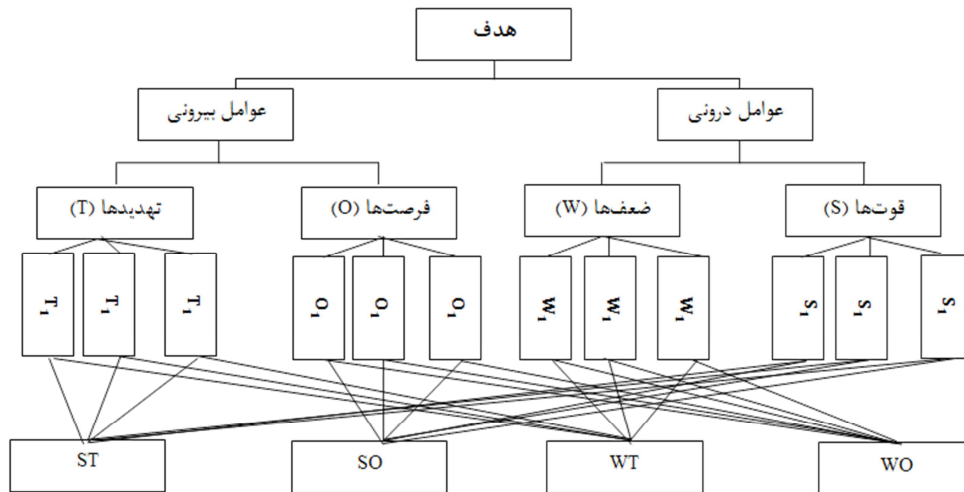 هدف
عوامل درونی
عوامل بیرونی
قوت‌ها (S)
ضعف‌ها (W)
فرصت‌ها (O)
تهدیدها (T)
S1
S1
S1
W1
W1
W1
O1
O1
O1
T1
T1
T1
WO
WT
SO
ST